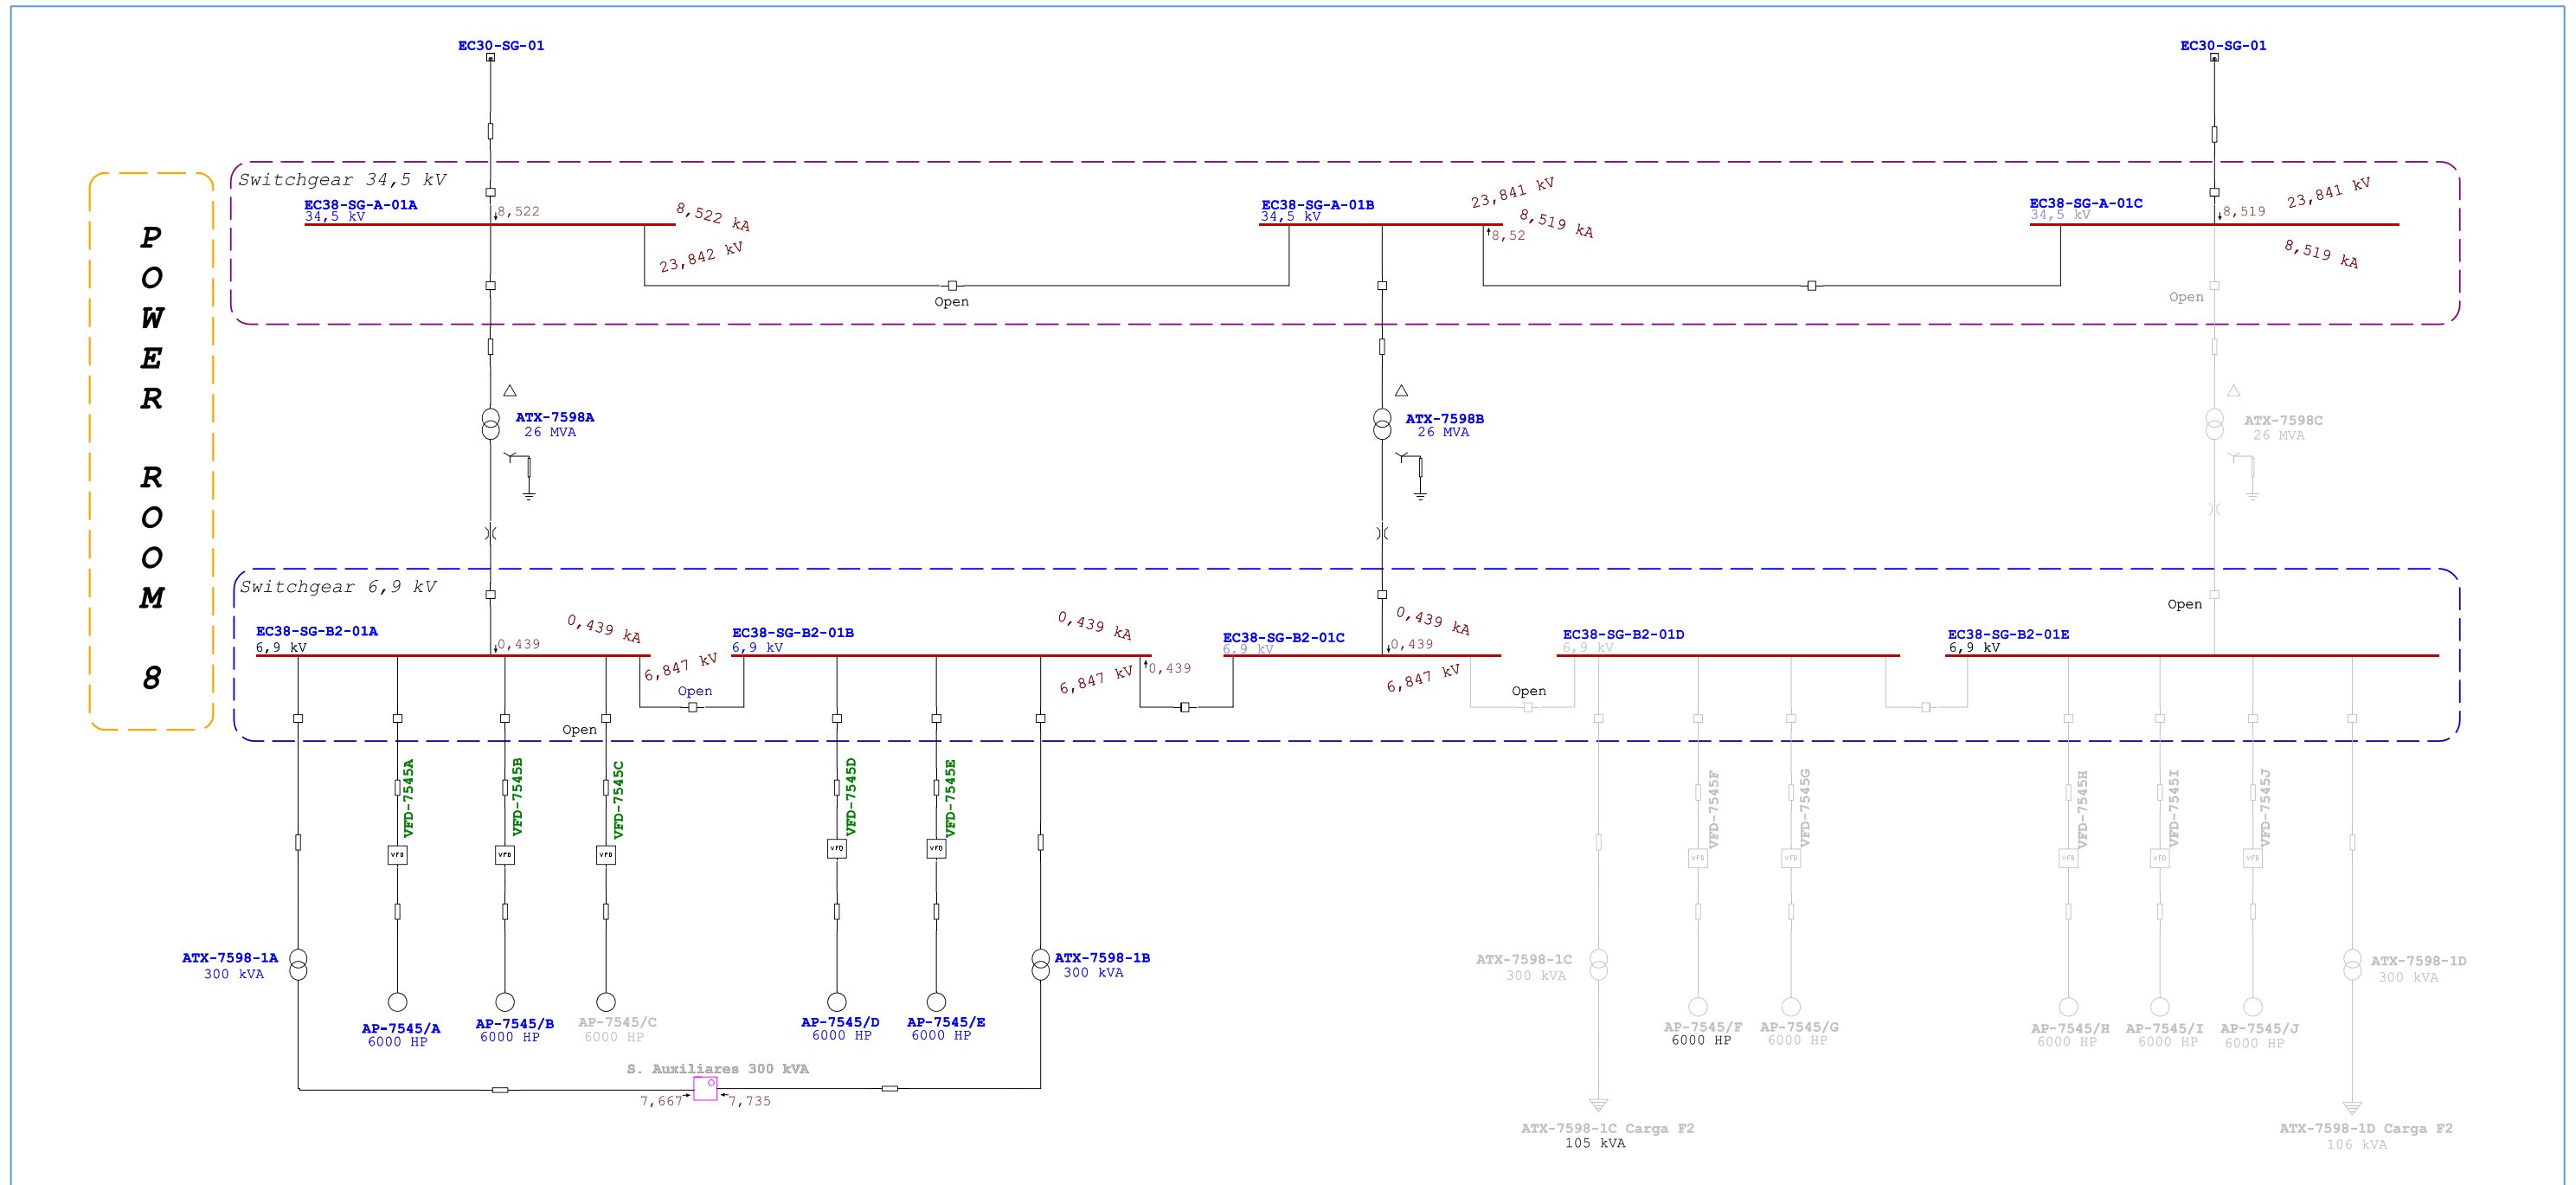 EC30-SG-01
EC30-SG-01
POWER ROOM 8
Switchgear 34,5 kV
EC38-SG-A-01A
34,5 kV
8,522
8,522 kA
23,842 kV
Open
EC38-SG-A-01B
34,5 kV
23,841 kV
8,519 kA
8,52
EC38-SG-A-01C
34,5 kV
8,519
23,841 kV
8,519 kA
Open
ATX-7598A
26 MVA
ATX-7598B
26 MVA
ATX-7598C
26 MVA
Switchgear 6,9 kV
EC38-SG-B2-01A
6,9 kV
0,439
0,439 kA
6,847 kV
Open
Open
EC38-SG-B2-01B
6,9 kV
0,439 kA
6,847 kV
0,439
EC38-SG-B2-01C
6,9 kV
0,439 kA
0,439
6,847 kV
Open
EC38-SG-B2-01D
6,9 kV
EC38-SG-B2-01E
6,9 kV
Open
VFD-7545A
VFD-7545B
VFD-7545C
VFD-7545D
VFD-7545E
VFD-7545F
VFD-7545G
VFD-7545H
VFD-7545I
VFD-7545J
VFD
VFD
VFD
VFD
VFD
VFD
VFD
VFD
VFD
VFD
ATX-7598-1A
300 kVA
ATX-7598-1B
300 kVA
ATX-7598-1C
300 kVA
ATX-7598-1D
300 kVA
AP-7545/A
6000 HP
AP-7545/B
6000 HP
AP-7545/C
6000 HP
AP-7545/D
6000 HP
AP-7545/E
6000 HP
AP-7545/F
6000 HP
AP-7545/G
6000 HP
AP-7545/H
6000 HP
AP-7545/I
6000 HP
AP-7545/J
6000 HP
S. Auxiliares 300 kVA
7,667
7,735
ATX-7598-1C Carga F2
105 kVA
ATX-7598-1D Carga F2
106 kVA